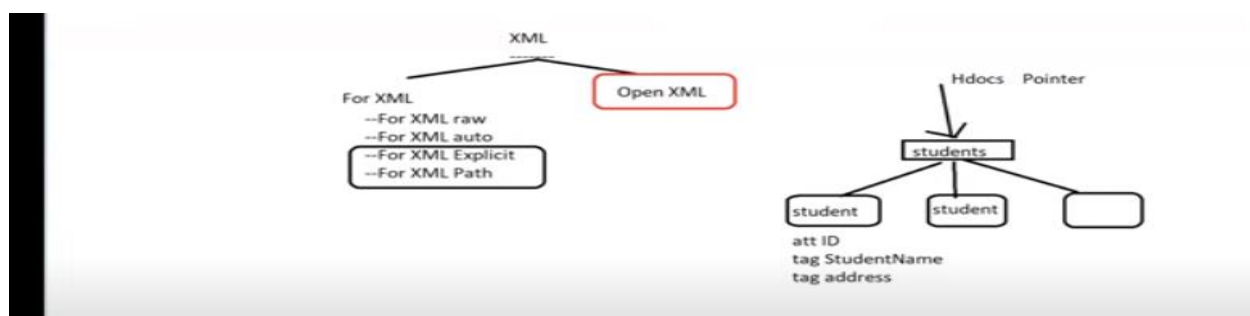 XML
For XML
--For XML raw
--For XML auto
--For XML Explicit
--For XML Path
Open XML
Hdocs Pointer
students
student
student
att ID
tag StudentName
tag address